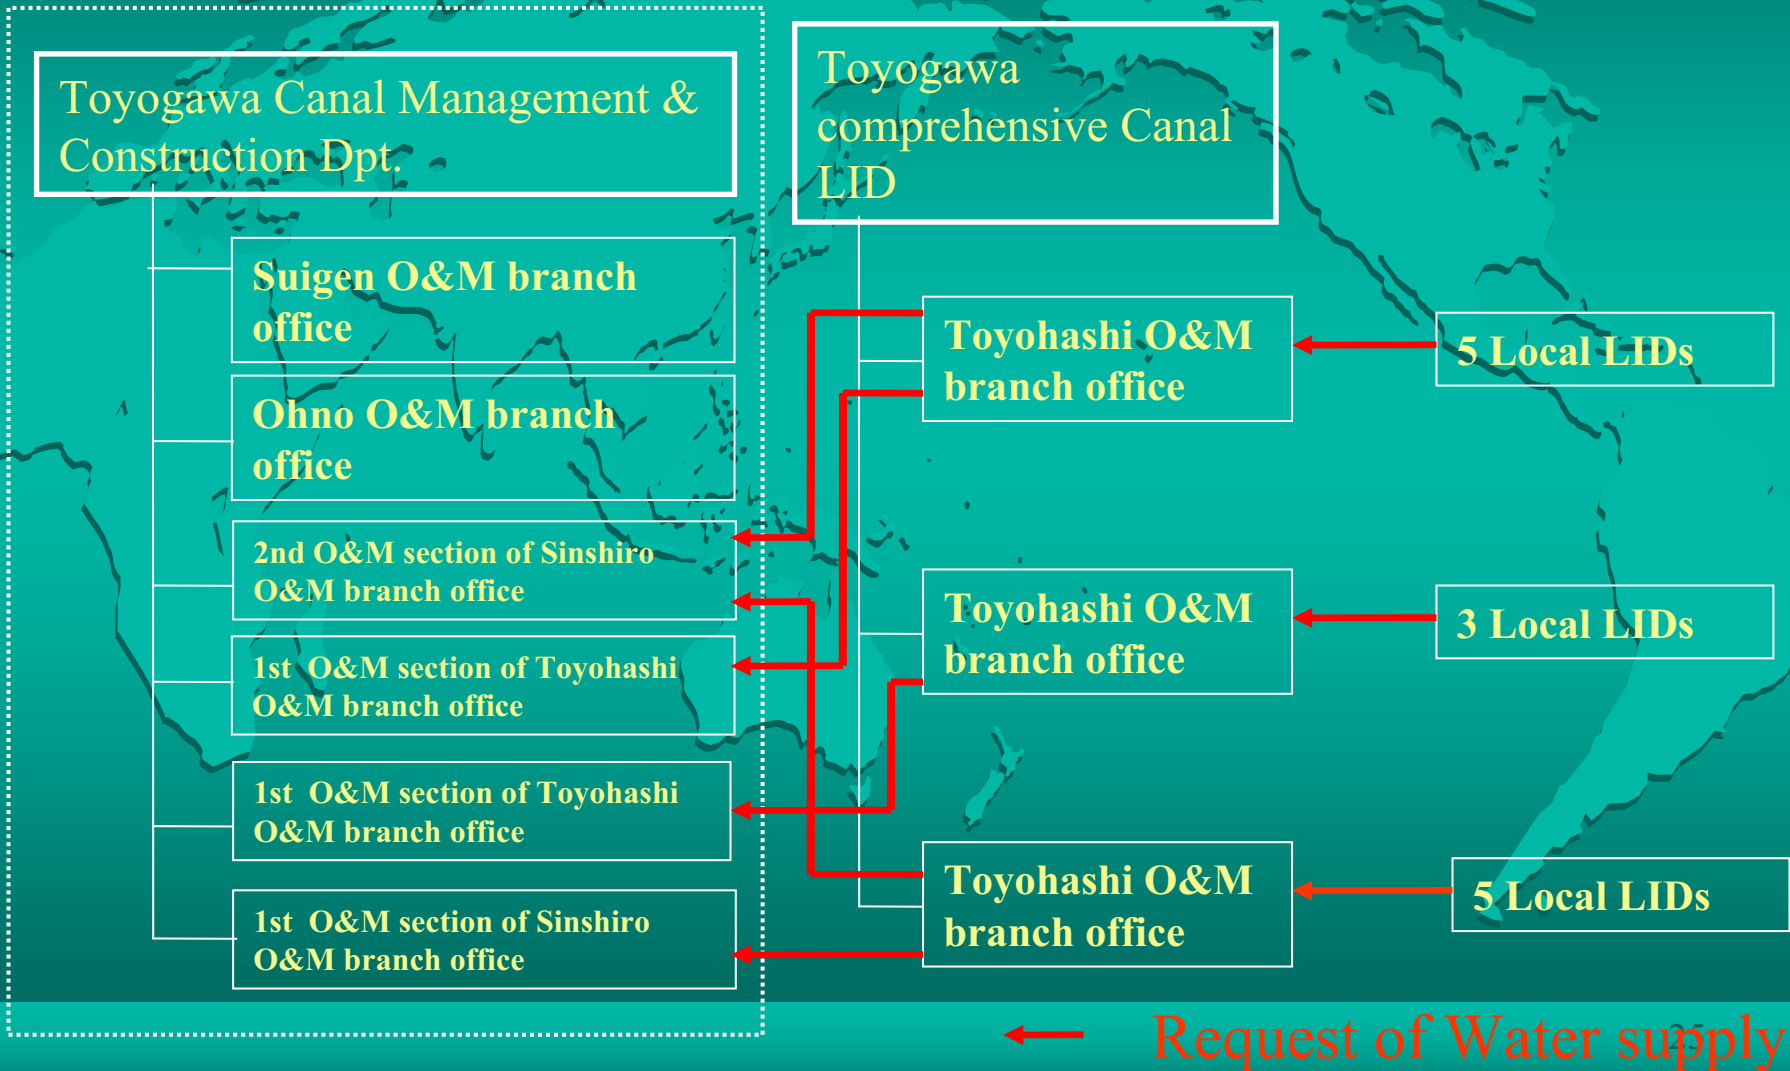 Toyogawa Canal Management &
Construction Dpt.
Suigen O&M branch
office
Ohno O&M branch
office
2nd O&M section of Sinshiro
O&M branch office
1st  O&M section of Toyohashi
O&M branch office
1st  O&M section of Toyohashi
O&M branch office
1st  O&M section of Sinshiro
O&M branch office
Toyogawa
comprehensive Canal
LID
Toyohashi O&M
branch office
Toyohashi O&M
branch office
Toyohashi O&M
branch office
5 Local LIDs
3 Local LIDs
5 Local LIDs
Request of Water supply
25